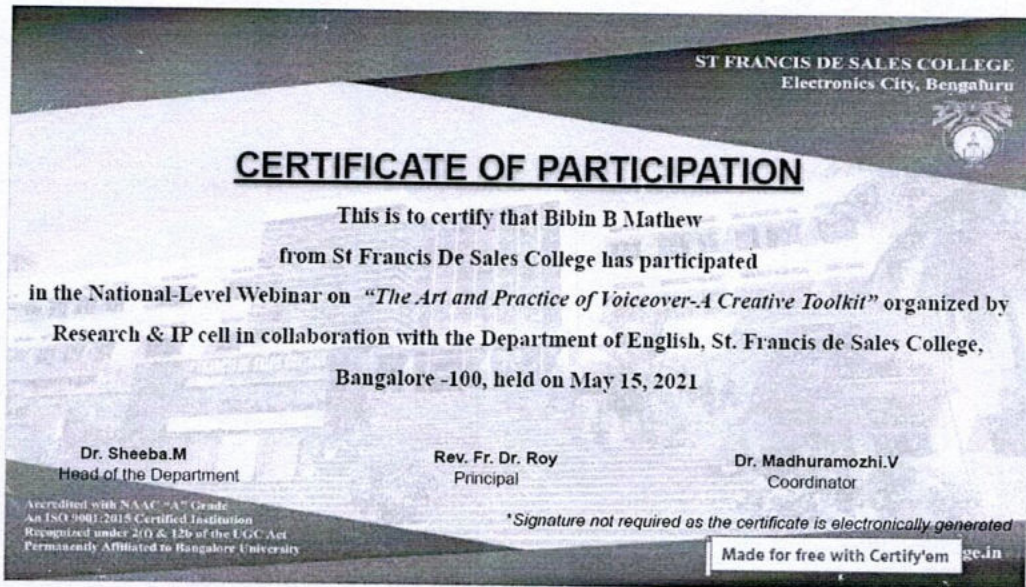 ST FRANCIS DE SALES COLLEGE
Electronics City, Bengaluru
CERTIFICATE OF PARTICIPATION
This is to certify that Bibin B Mathew
from St Francis De Sales College has participated
in the National-Level Webinar on "The Art and Practice of Voiceover-A Creative Toolkit" organized by
Research & IP cell in collaboration with the Department of English, St. Francis de Sales College,
Bangalore -100, held on May 15, 2021
Dr. Sheeba.M
Head of the Department
Rev. Fr. Dr. Roy
Principal
Dr. Madhuramozhi.V
Coordinator
Accredited with NAAC "A" Grade
An ISO 9001:2015 Certified Institution
Recognized under 2(f) & 12b of the UGC Act
Permanently Affiliated to Bangalore University
*Signature not required as the certificate is electronically generated
Made for free with Certify'em
ge.in